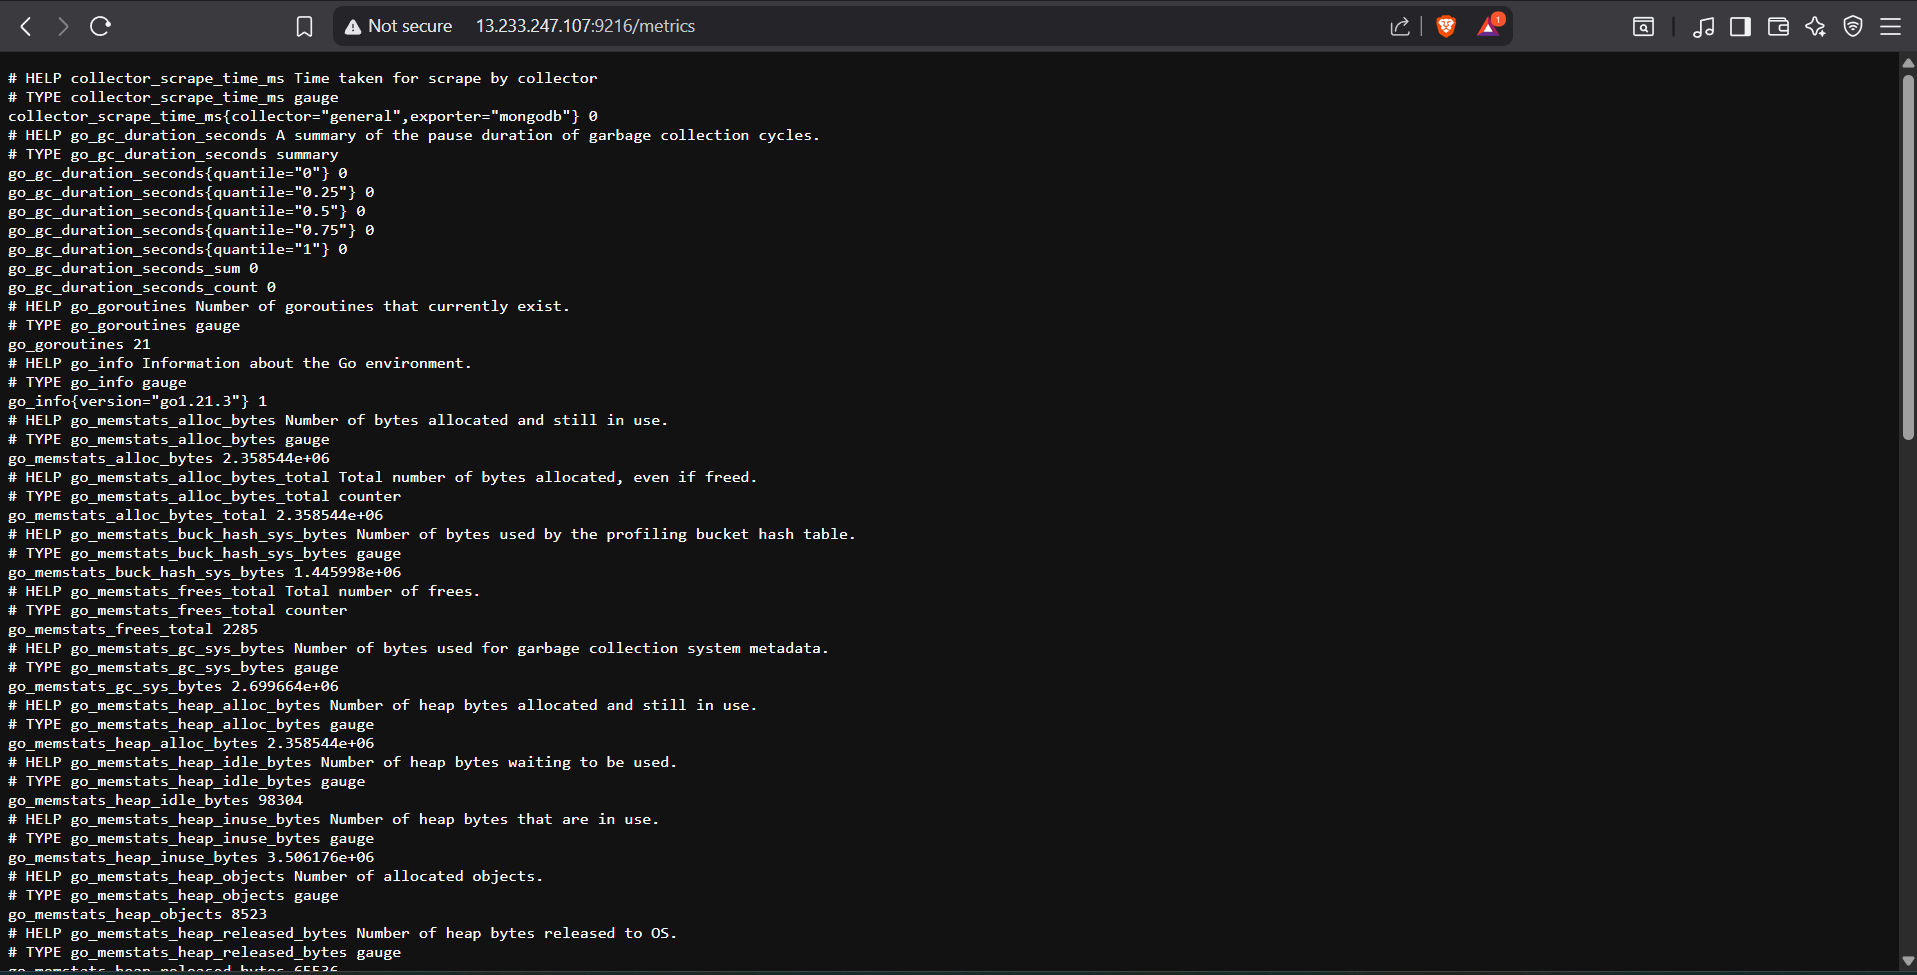 Not secure 13.233.247.107:9216/metrics
1
# HELP collector_scrape_time_ms Time taken for scrape by collector
# TYPE collector_scrape_time_ms gauge
collector_scrape_time_ms{collector="general",exporter="mongodb"} 0
# HELP go_gc_duration_seconds A summary of the pause duration of garbage collection cycles.
# TYPE go_gc_duration_seconds summary
go_gc_duration_seconds{quantile="0"} 0
go_gc_duration_seconds{quantile="0.25"} 0
go_gc_duration_seconds{quantile="0.5"} 0
go_gc_duration_seconds{quantile="0.75"} 0
go_gc_duration_seconds{quantile="1"} 0
go_gc_duration_seconds_sum 0
go_gc_duration_seconds_count 0
# HELP go_goroutines Number of goroutines that currently exist.
# TYPE go_goroutines gauge
go_goroutines 21
# HELP go_info Information about the Go environment.
# TYPE go_info gauge
go_info{version="go1.21.3"} 1
# HELP go_memstats_alloc_bytes Number of bytes allocated and still in use.
# TYPE go_memstats_alloc_bytes gauge
go_memstats_alloc_bytes 2.358544e+06
# HELP go_memstats_alloc_bytes_total Total number of bytes allocated, even if freed.
# TYPE go_memstats_alloc_bytes_total counter
go_memstats_alloc_bytes_total 2.358544e+06
# HELP go_memstats_buck_hash_sys_bytes Number of bytes used by the profiling bucket hash table.
# TYPE go_memstats_buck_hash_sys_bytes gauge
go_memstats_buck_hash_sys_bytes 1.445998e+06
# HELP go_memstats_frees_total Total number of frees.
# TYPE go_memstats_frees_total counter
go_memstats_frees_total 2285
# HELP go_memstats_gc_sys_bytes Number of bytes used for garbage collection system metadata.
# TYPE go_memstats_gc_sys_bytes gauge
go_memstats_gc_sys_bytes 2.699664e+06
# HELP go_memstats_heap_alloc_bytes Number of heap bytes allocated and still in use.
# TYPE go_memstats_heap_alloc_bytes gauge
go_memstats_heap_alloc_bytes 2.358544e+06
# HELP go_memstats_heap_idle_bytes Number of heap bytes waiting to be used.
# TYPE go_memstats_heap_idle_bytes gauge
go_memstats_heap_idle_bytes 98304
# HELP go_memstats_heap_inuse_bytes Number of heap bytes that are in use.
# TYPE go_memstats_heap_inuse_bytes gauge
go_memstats_heap_inuse_bytes 3.506176e+06
# HELP go_memstats_heap_objects Number of allocated objects.
# TYPE go_memstats_heap_objects gauge
go_memstats_heap_objects 8523
# HELP go_memstats_heap_released_bytes Number of heap bytes released to OS.
# TYPE go_memstats_heap_released_bytes gauge
go_memstats_heap_released_bytes 65536